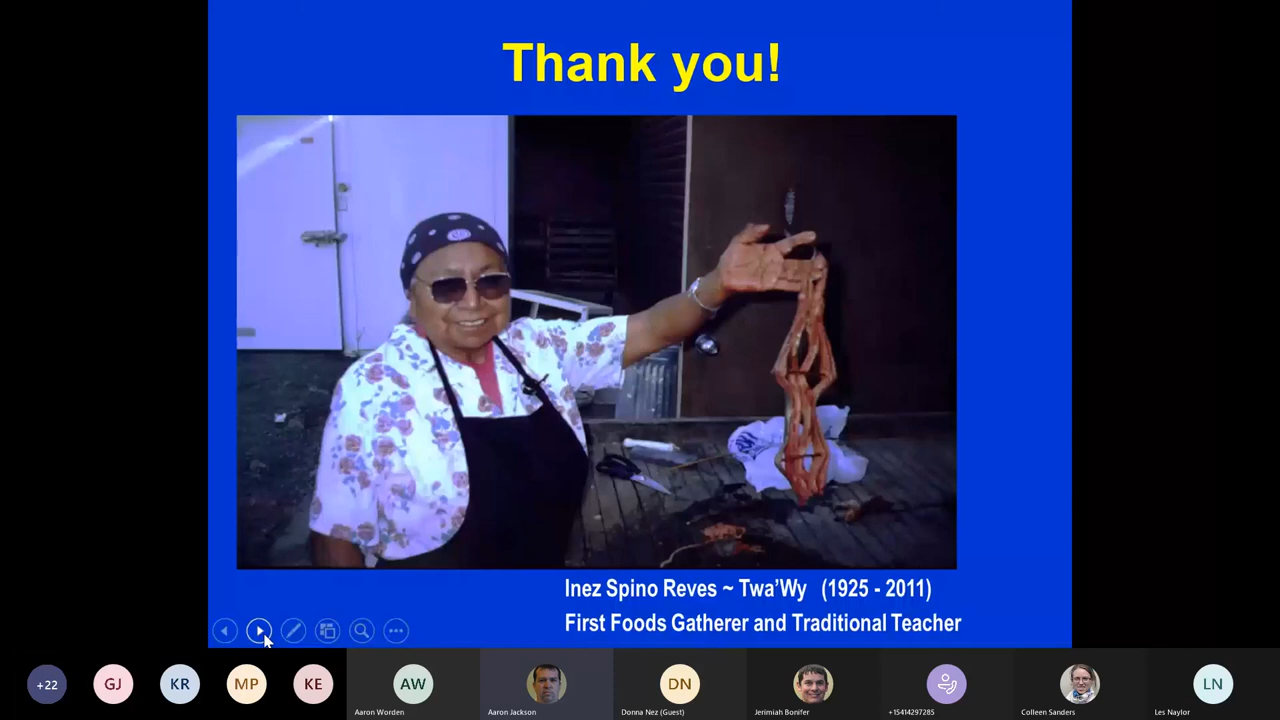 Thank you!
Inez Spino Reves ~ Twa'Wy (1925 - 2011)
First Foods Gatherer and Traditional Teacher
+22
GJ
KR
MP
KE
AW
DN
LN
Aaron Worden
Aaron Jackson
Donna Nez (Guest)
Jerimiah Bonifer
+15414297285
Colleen Sanders
Les Naylor